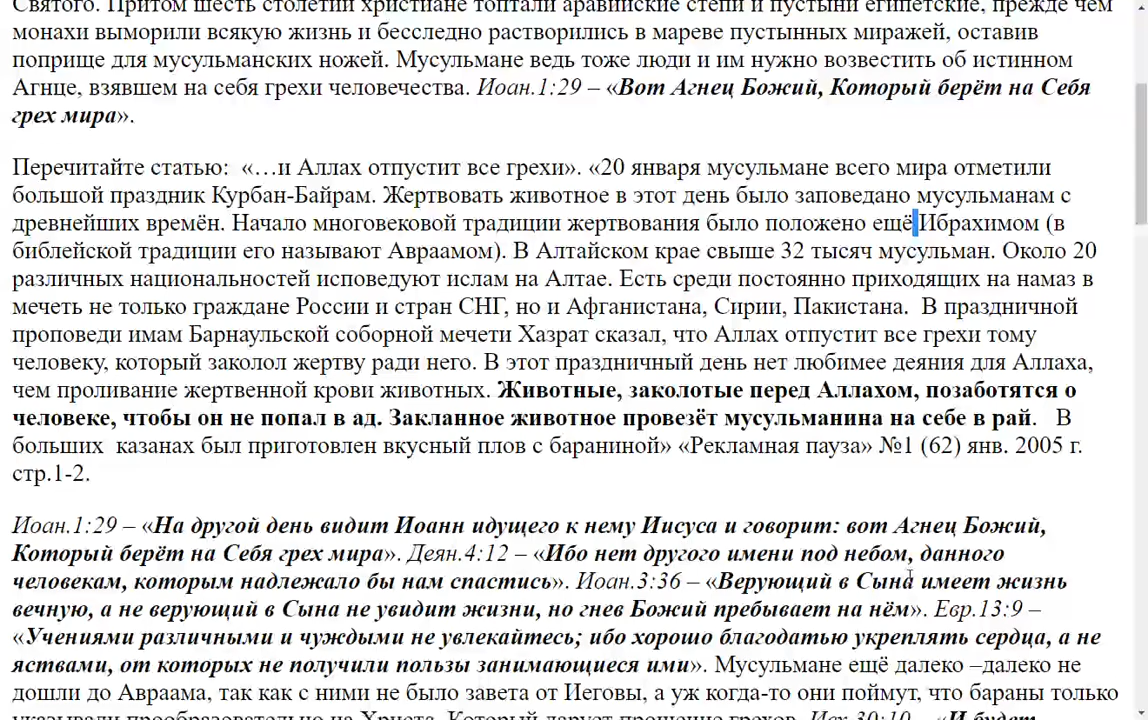 Святого. Притом шесть столетий христиане топтали аравийские степи и пустыни египетские, прежде чем
монахи выморили всякую жизнь и бесследно растворились в мареве пустынных миражей, оставив
поприще для мусульманских ножей. Мусульмане ведь тоже люди и им нужно возвестить об истинном
Агнце, взявшем на себя грехи человечества. Иоан.1:29 – «Вот Агнец Божий, Который берёт на Себя
грех мира».
Перечитайте статью:  «…и Аллах отпустит все грехи». «20 января мусульмане всего мира отметили
большой праздник Курбан-Байрам. Жертвовать животное в этот день было заповедано мусульманам с
древнейших времён. Начало многовековой традиции жертвования было положено ещё Ибрахимом (в
библейской традиции его называют Авраамом). В Алтайском крае свыше 32 тысяч мусульман. Около 20
различных национальностей исповедуют ислам на Алтае. Есть среди постоянно приходящих на намаз в
мечеть не только граждане России и стран СНГ, но и Афганистана, Сирии, Пакистана.  В праздничной
проповеди имам Барнаульской соборной мечети Хазрат сказал, что Аллах отпустит все грехи тому
человеку, который заколол жертву ради него. В этот праздничный день нет любимее деяния для Аллаха,
чем проливание жертвенной крови животных. Животные, заколотые перед Аллахом, позаботятся о
человеке, чтобы он не попал в ад. Закланное животное провезёт мусульманина на себе в рай.   В
больших  казанах был приготовлен вкусный плов с бараниной» «Рекламная пауза» №1 (62) янв. 2005 г.
стр.1-2.
Иоан.1:29 – «На другой день видит Иоанн идущего к нему Иисуса и говорит: вот Агнец Божий,
Который берёт на Себя грех мира». Деян.4:12 – «Ибо нет другого имени под небом, данного
человекам, которым надлежало бы нам спастись». Иоан.3:36 – «Верующий в Сына имеет жизнь
вечную, а не верующий в Сына не увидит жизни, но гнев Божий пребывает на нём». Евр.13:9 –
«Учениями различными и чуждыми не увлекайтесь; ибо хорошо благодатью укреплять сердца, а не
яствами, от которых не получили пользы занимающиеся ими». Мусульмане ещё далеко –далеко не
дошли до Авраама, так как с ними не было завета от Иеговы, а уж когда-то они поймут, что бараны только
указывали прообразовательно на Христа, Который дарует прощение грехов. Исх.30:10 – «И будет